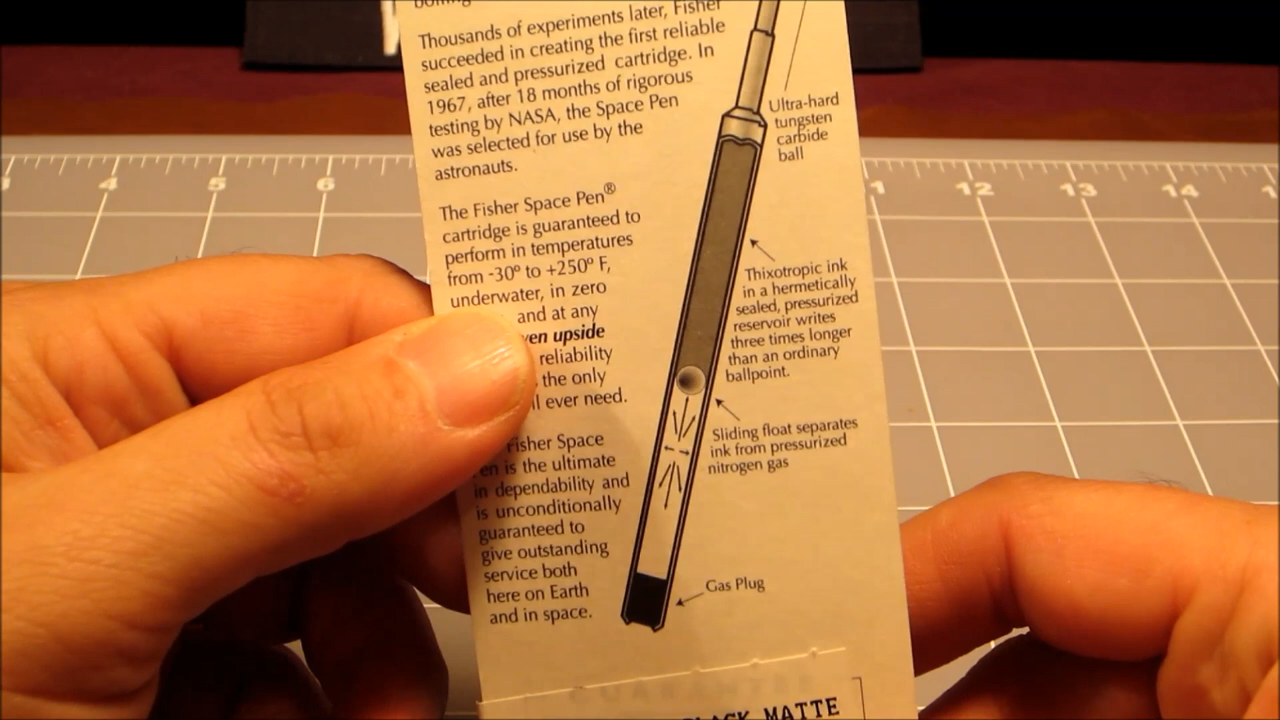 Thousands of experiments later, Fisher
succeeded in creating the first reliable
sealed and pressurized cartridge. In
1967, after 18 months of rigorous
testing by NASA, the Space Pen
was selected for use by the
astronauts.
The Fisher Space Pen®
cartridge is guaranteed to
perform in temperatures
from -30º to +250º F,
underwater, in zero
and at any
upside
reliability
the only
ever need.
Fisher Space
is the ultimate
in dependability and
is unconditionally
guaranteed to
give outstanding
service both
here on Earth
and in space.
Ultra-hard
tungsten
carbide
ball
Thixotropic ink
in a hermetically
sealed, pressurized
reservoir writes
three times longer
than an ordinary
ballpoint.
Sliding float separates
ink from pressurized
nitrogen gas
Gas Plug
MATTE
4 5 6 12 13 14